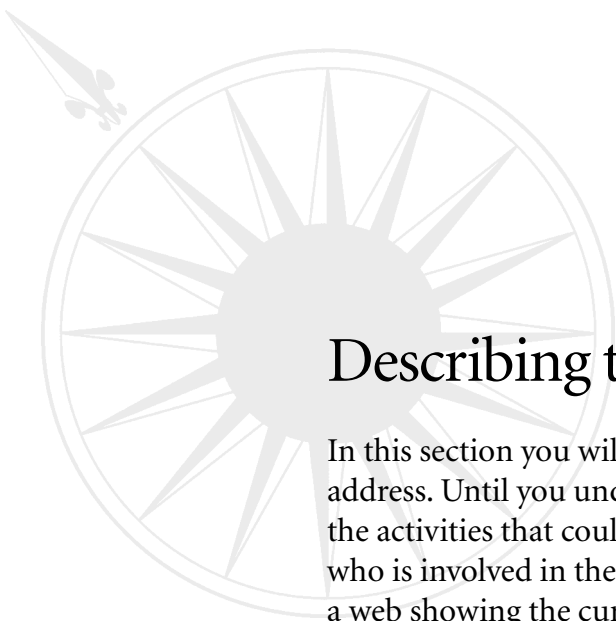 Describing t
In this section you wil
address. Until you und
the activities that coul
who is involved in the
a web showing the cur